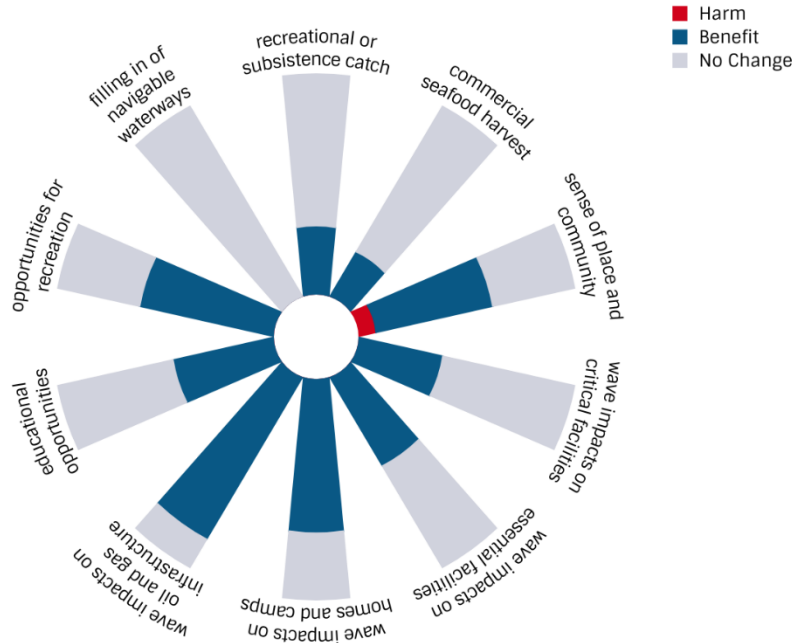 Harm
Benefit
No Change
recreational or
subsistence catch
commercial
seafood harvest
sense of place and
community
wave impacts on
critical facilities
wave impacts on
essential facilities
wave impacts on
homes and camps
wave impacts on
oil and gas
infrastructure
educational
opportunities
opportunities for
recreation
filling in of
navigable
waterways